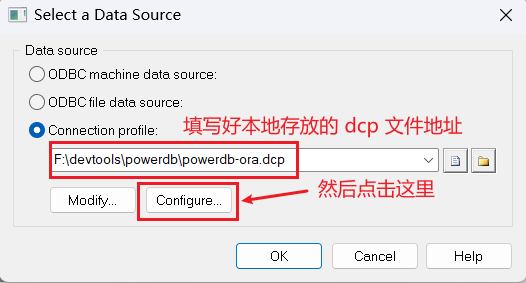 Select a Data Source
Data source
ODBC machine data source:
ODBC file data source:
Connection profile:
填写好本地存放的 dcp 文件地址
F:\devtools\powerdb\powerdb-ora.dcp
然后点击这里
Modify...
Configure...
OK
Cancel
Help